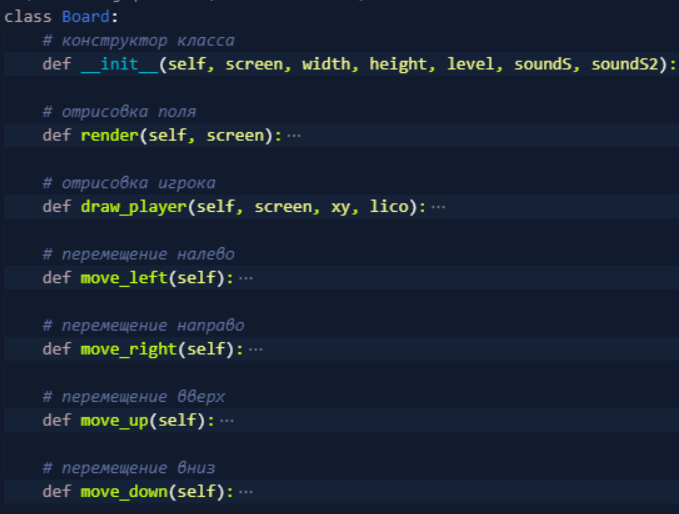 class Board:
# конструктор класса
def __init__(self, screen, width, height, level, soundS, soundS2):
# отрисовка поля
def render(self, screen): ···
# отрисовка игрока
def draw_player(self, screen, xy, lico): ···
# перемещение налево
def move_left(self): ···
# перемещение направо
def move_right(self): ···
# перемещение вверх
def move_up(self): ···
# перемещение вниз
def move_down(self): ···